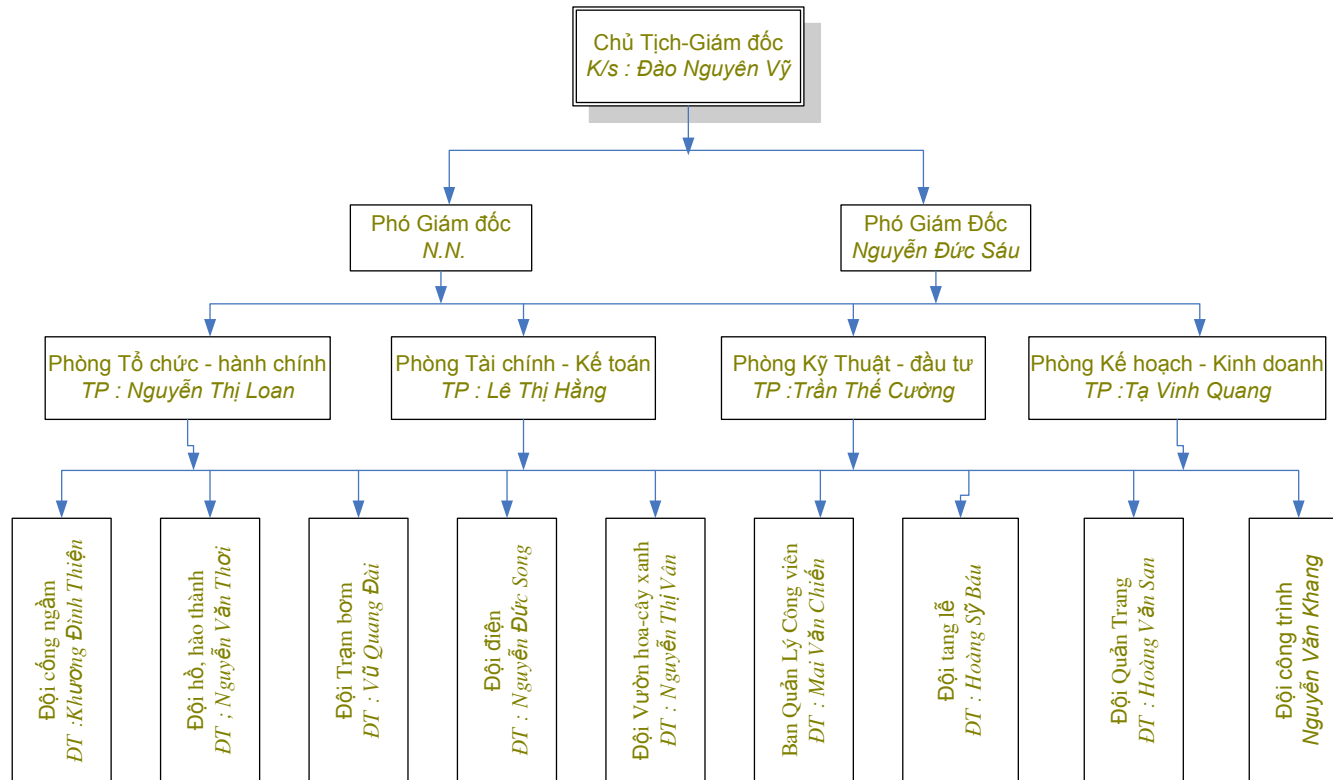 Chủ Tịch-Giám đốc
K/s : Đào Nguyên Vỹ
Phó Giám đốc
N.N.
Phó Giám Đốc
Nguyễn Đức Sáu
Phòng Tổ chức - hành chính
TP : Nguyễn Thị Loan
Phòng Tài chính - Kế toán
TP : Lê Thị Hằng
Phòng Kỹ Thuật - đầu tư
TP :Trần Thế Cường
Phòng Kế hoạch - Kinh doanh
TP :Tạ Vinh Quang
Đội cống ngầm
ĐT :Khương Đình Thiện
Đội hồ, hào thành
ĐT ; Nguyễn Văn Thơi
Đội Trạm bơm
ĐT : Vũ Quang Đài
Đội điện
ĐT : Nguyễn Đức Song
Đội Vườn hoa-cây xanh
ĐT : Nguyễn Thị Vân
Ban Quản Lý Công viên
ĐT : Mai Văn Chiến
Đội tang lễ
ĐT : Hoàng Sỹ Báu
Đội Quản Trang
ĐT : Hoàng Văn San
Đội công trình
Nguyễn Văn Khang